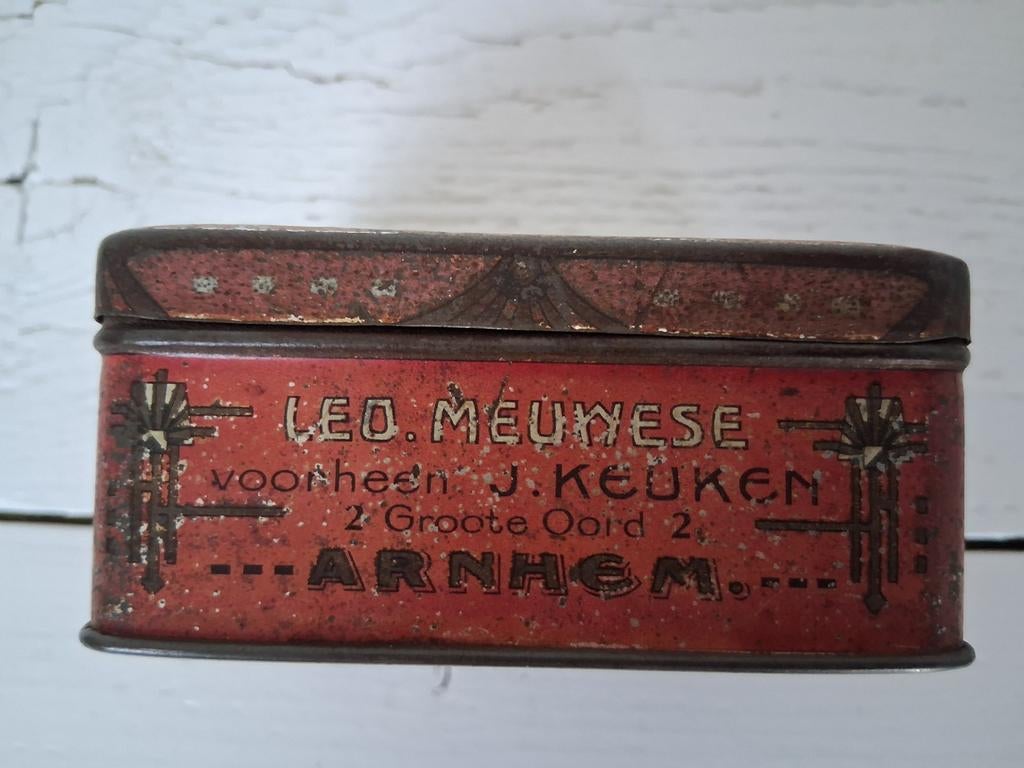 LEO. MEUWESE
voorheen J. KEUKEN
2 Groote Oord 2
---ARNHEM.---